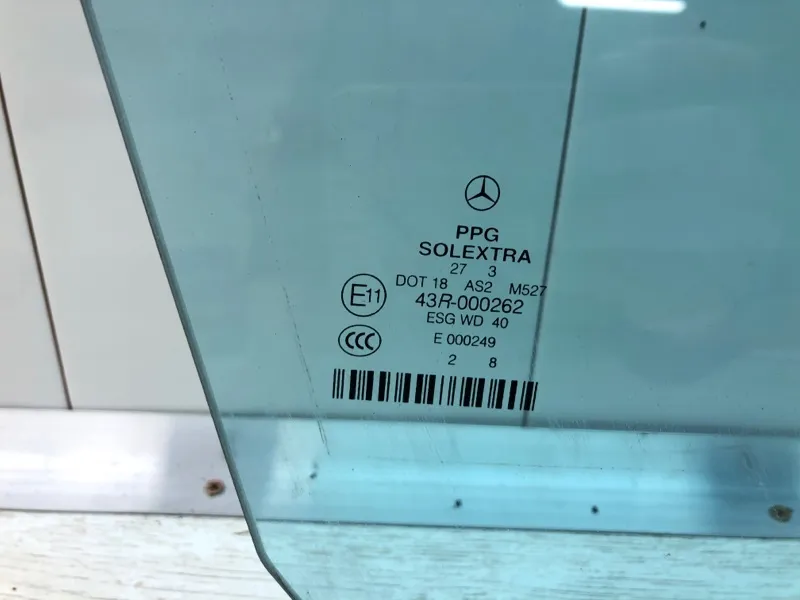 PPG
SOLEXTRA
27 3
DOT 18 AS2 M527
E11 43R-000262
ESG WD 40
CCC E 000249
2 8